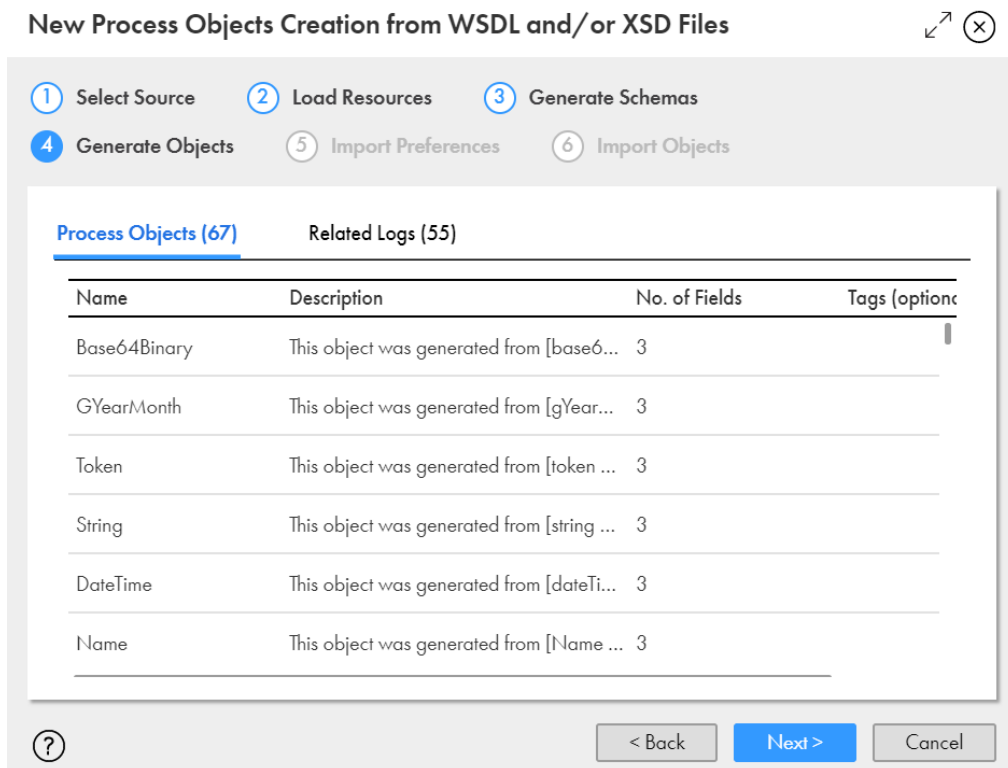 New Process Objects Creation from WSDL and/or XSD Files
1 Select Source 2 Load Resources 3 Generate Schemas
4 Generate Objects 5 Import Preferences 6 Import Objects
Process Objects (67) Related Logs (55)
Name Description No. of Fields Tags (optiona
Base64Binary This object was generated from [base6... 3
GYearMonth This object was generated from [gYear... 3
Token This object was generated from [token ... 3
String This object was generated from [string ... 3
DateTime This object was generated from [dateTi... 3
Name This object was generated from [Name ... 3
? < Back Next > Cancel